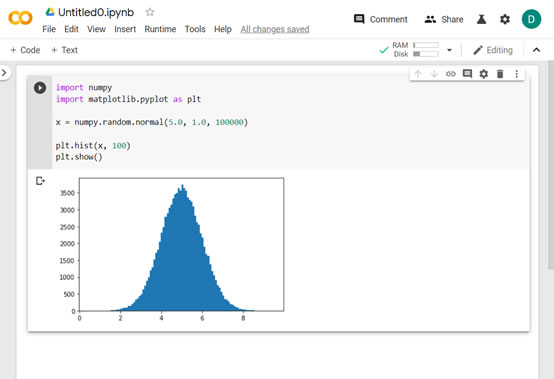 Untitled0.ipynb
Comment
Share
D
File Edit View Insert Runtime Tools Help All changes saved
+ Code + Text
RAM
Disk
Editing
import numpy
import matplotlib.pyplot as plt
x = numpy.random.normal(5.0, 1.0, 100000)
plt.hist(x, 100)
plt.show()
3500
3000
2500
2000
1500
1000
500
0
0 2 4 6 8